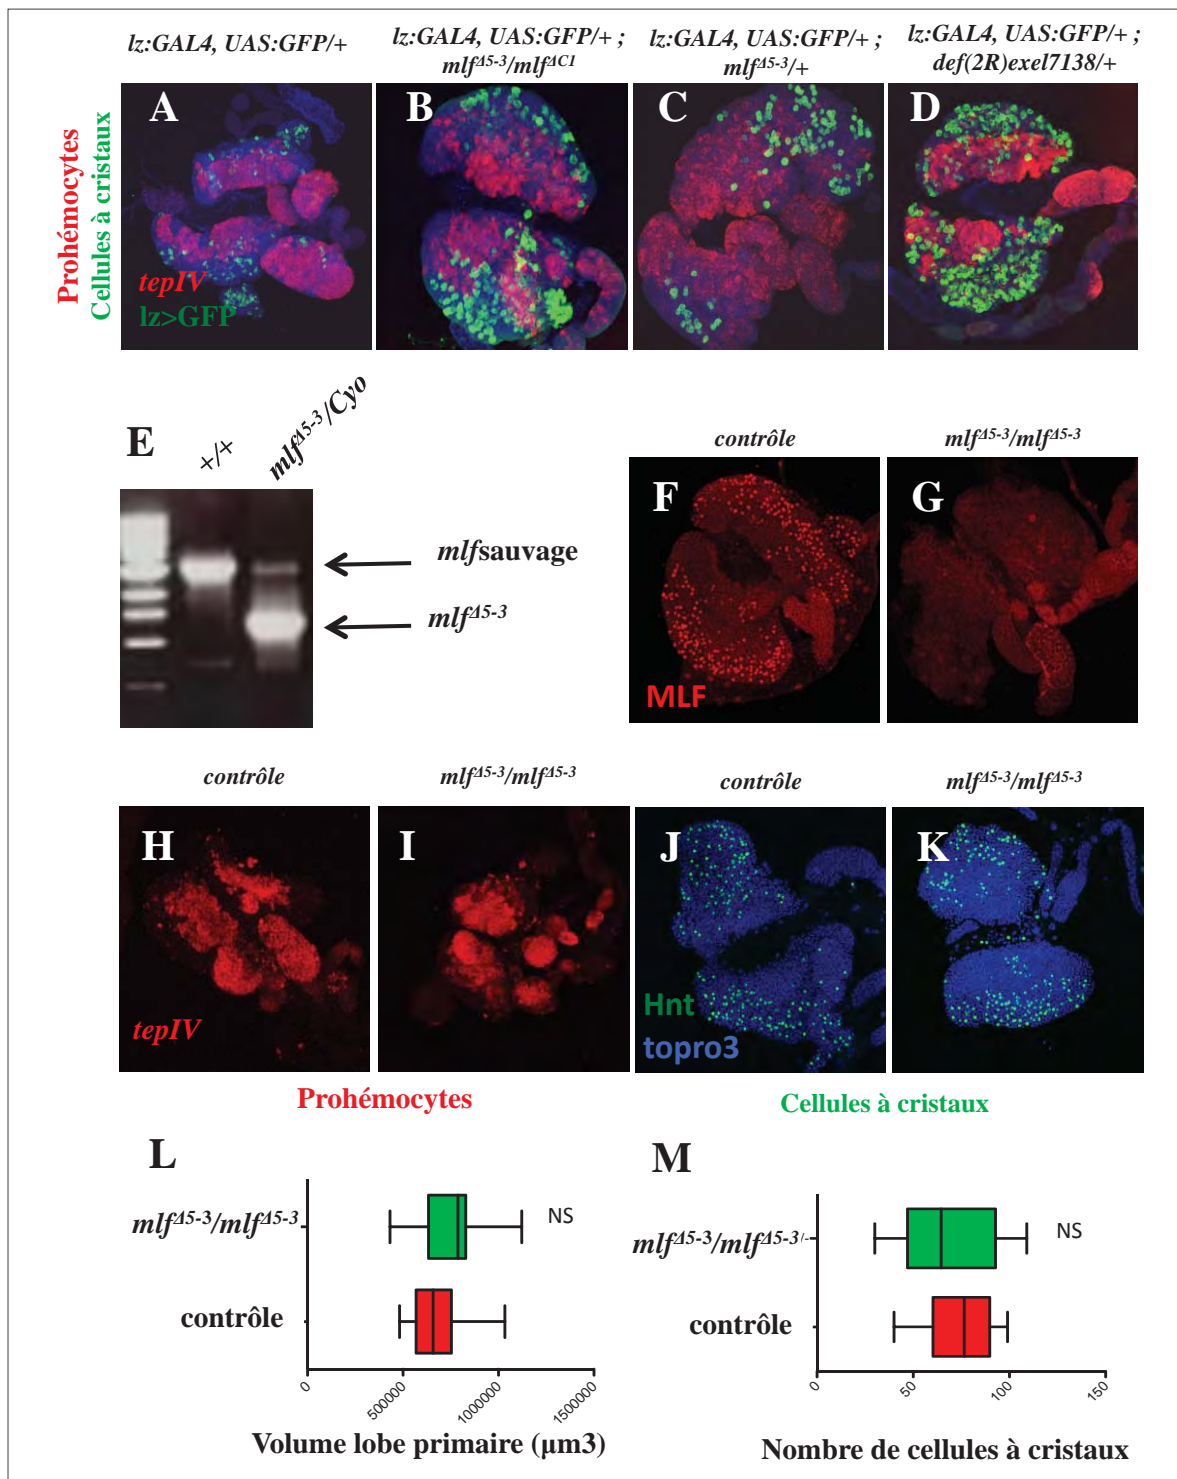 lz:GAL4, UAS:GFP/+
lz:GAL4, UAS:GFP/+ ;
mlfΔ5-3/mlfΔC1
lz:GAL4, UAS:GFP/+ ;
mlfΔ5-3/+
lz:GAL4, UAS:GFP/+ ;
def(2R)exel7138/+
Prohémocytes
Cellules à cristaux
A
B
C
D
tepIV
lz>GFP
E
+/+
mlfΔ5-3/Cyo
mlfsauvage
mlfΔ5-3
contrôle
mlfΔ5-3/mlfΔ5-3
F
G
MLF
contrôle
mlfΔ5-3/mlfΔ5-3
contrôle
mlfΔ5-3/mlfΔ5-3
H
I
J
K
tepIV
Hnt
topro3
Prohémocytes
Cellules à cristaux
L
mlfΔ5-3/mlfΔ5-3
NS
contrôle
0
500000
1000000
1500000
Volume lobe primaire (µm3)
M
mlfΔ5-3/mlfΔ5-3/-
NS
contrôle
0
50
100
150
Nombre de cellules à cristaux